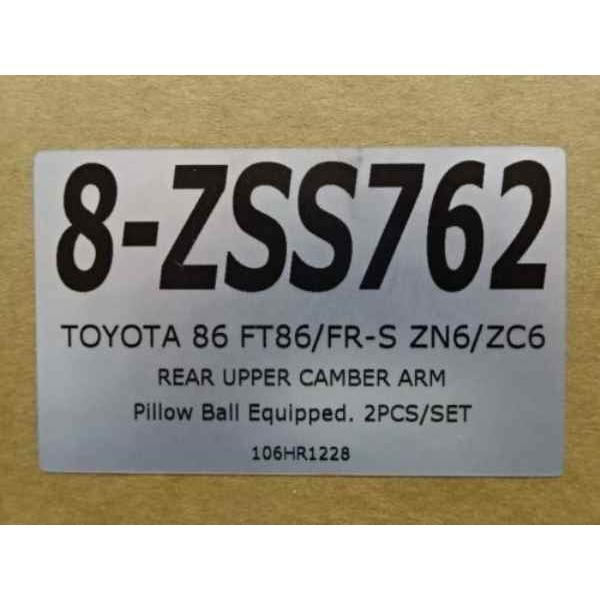 8-ZSS762
TOYOTA 86 FT86/FR-S ZN6/ZC6
REAR UPPER CAMBER ARM
Pillow Ball Equipped. 2PCS/SET
106HR1228